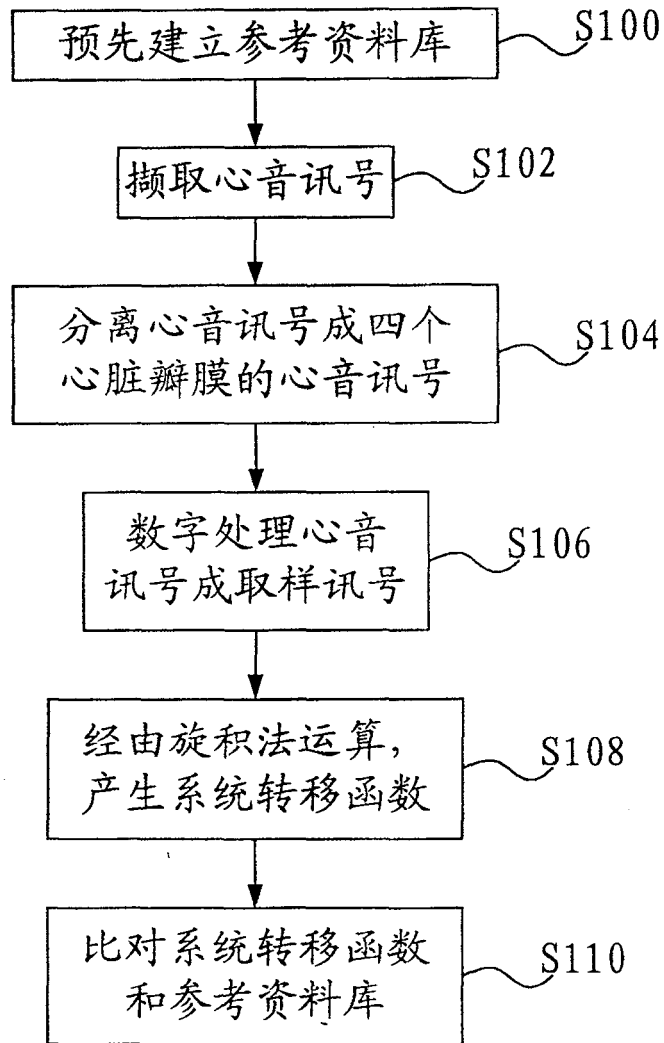 预先建立参考资料库
S100
撷取心音讯号
S102
分离心音讯号成四个
心脏瓣膜的心音讯号
S104
数字处理心音
讯号成取样讯号
S106
经由旋积法运算，
产生系统转移函数
S108
比对系统转移函数
和参考资料库
S110